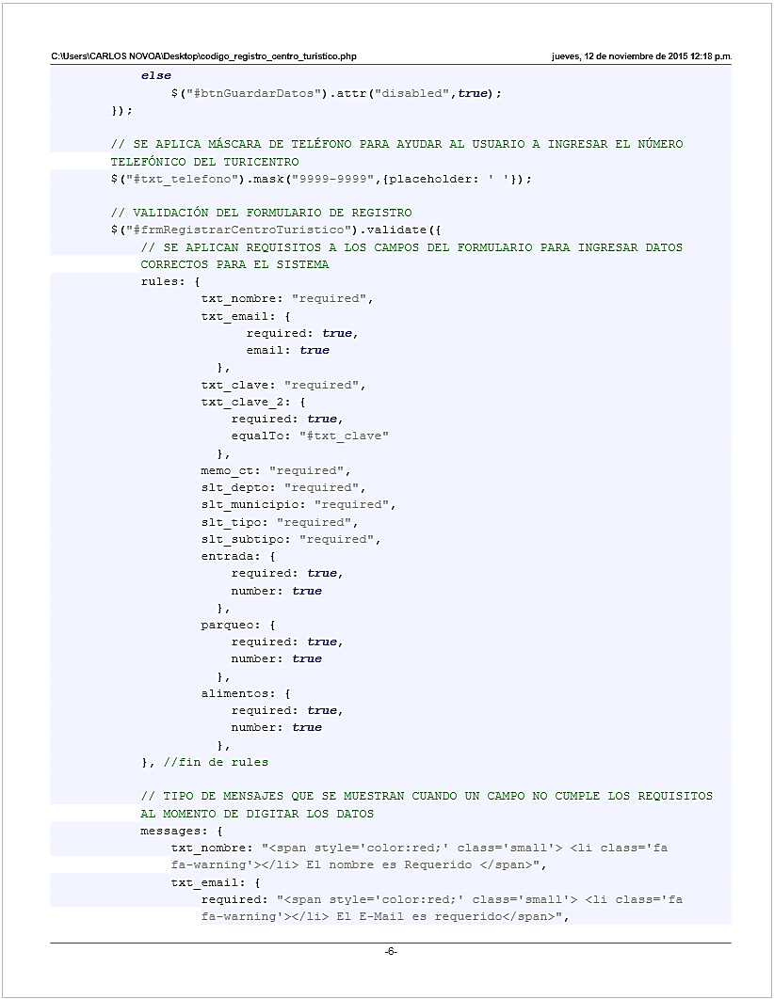 C:\Users\CARLOS NOVOA\Desktop\codigo_registro_centro_turistico.php jueves, 12 de noviembre de 2015 12:18 p.m.
else
$("#btnGuardarDatos").attr("disabled",true);
});
// SE APLICA MÁSCARA DE TELÉFONO PARA AYUDAR AL USUARIO A INGRESAR EL NÚMERO
TELEFÓNICO DEL TURICENTRO
$("#txt_telefono").mask("9999-9999",{placeholder: ' '});
// VALIDACIÓN DEL FORMULARIO DE REGISTRO
$("#frmRegistrarCentroTuristico").validate({
// SE APLICAN REQUISITOS A LOS CAMPOS DEL FORMULARIO PARA INGRESAR DATOS
CORRECTOS PARA EL SISTEMA
rules: {
txt_nombre: "required",
txt_email: {
required: true,
email: true
},
txt_clave: "required",
txt_clave_2: {
required: true,
equalTo: "#txt_clave"
},
memo_ct: "required",
slt_depto: "required",
slt_municipio: "required",
slt_tipo: "required",
slt_subtipo: "required",
entrada: {
required: true,
number: true
},
parqueo: {
required: true,
number: true
},
alimentos: {
required: true,
number: true
},
}, //fin de rules
// TIPO DE MENSAJES QUE SE MUESTRAN CUANDO UN CAMPO NO CUMPLE LOS REQUISITOS
AL MOMENTO DE DIGITAR LOS DATOS
messages: {
txt_nombre: "<span style='color:red;' class='small'> <li class='fa
fa-warning'></li> El nombre es Requerido </span>",
txt_email: {
required: "<span style='color:red;' class='small'> <li class='fa
fa-warning'></li> El E-Mail es requerido</span>",
-6-